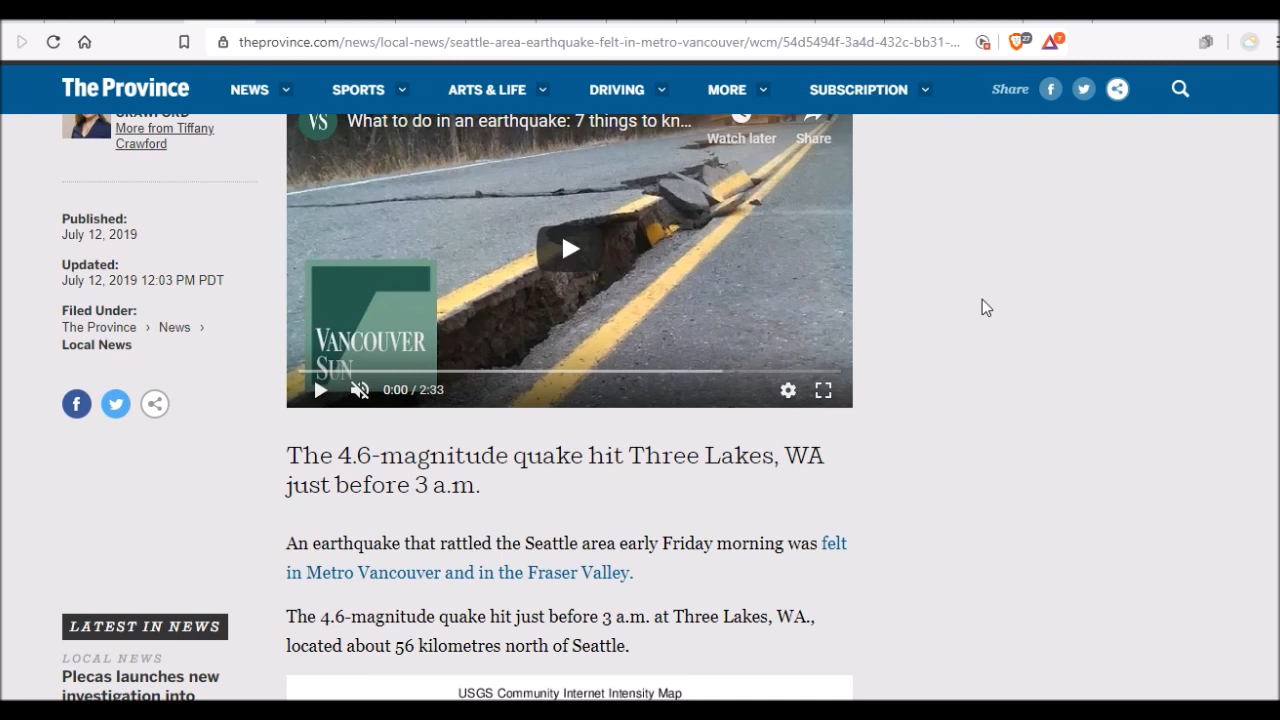 theprovince.com/news/local-news/seattle-area-earthquake-felt-in-metro-vancouver/wcm/54d5494f-3a4d-432c-bb31-...
27
7
The Province
NEWS
SPORTS
ARTS & LIFE
DRIVING
MORE
SUBSCRIPTION
Share
CRAWFORD
More from Tiffany
Crawford
Published:
July 12, 2019
Updated:
July 12, 2019 12:03 PM PDT
Filed Under:
The Province › News ›
Local News
LATEST IN NEWS
LOCAL NEWS
Plecas launches new
investigation into
VS
What to do in an earthquake: 7 things to kn...
Watch later
Share
VANCOUVER
SUN
0:00 / 2:33
The 4.6-magnitude quake hit Three Lakes, WA
just before 3 a.m.
An earthquake that rattled the Seattle area early Friday morning was felt
in Metro Vancouver and in the Fraser Valley.
The 4.6-magnitude quake hit just before 3 a.m. at Three Lakes, WA.,
located about 56 kilometres north of Seattle.
USGS Community Internet Intensity Map